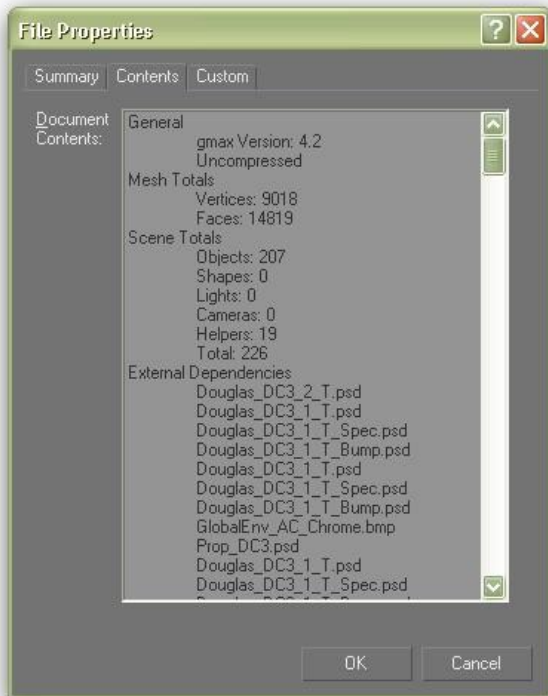 File Properties
Summary Contents Custom
Document Contents:
General
gmax Version: 4.2
Uncompressed
Mesh Totals
Vertices: 9018
Faces: 14819
Scene Totals
Objects: 207
Shapes: 0
Lights: 0
Cameras: 0
Helpers: 19
Total: 226
External Dependencies
Douglas_DC3_2_T.psd
Douglas_DC3_1_T.psd
Douglas_DC3_1_T_Spec.psd
Douglas_DC3_1_T_Bump.psd
Douglas_DC3_1_T.psd
Douglas_DC3_1_T_Spec.psd
Douglas_DC3_1_T_Bump.psd
GlobalEnv_AC_Chrome.bmp
Prop_DC3.psd
Douglas_DC3_1_T.psd
Douglas_DC3_1_T_Spec.psd
OK Cancel